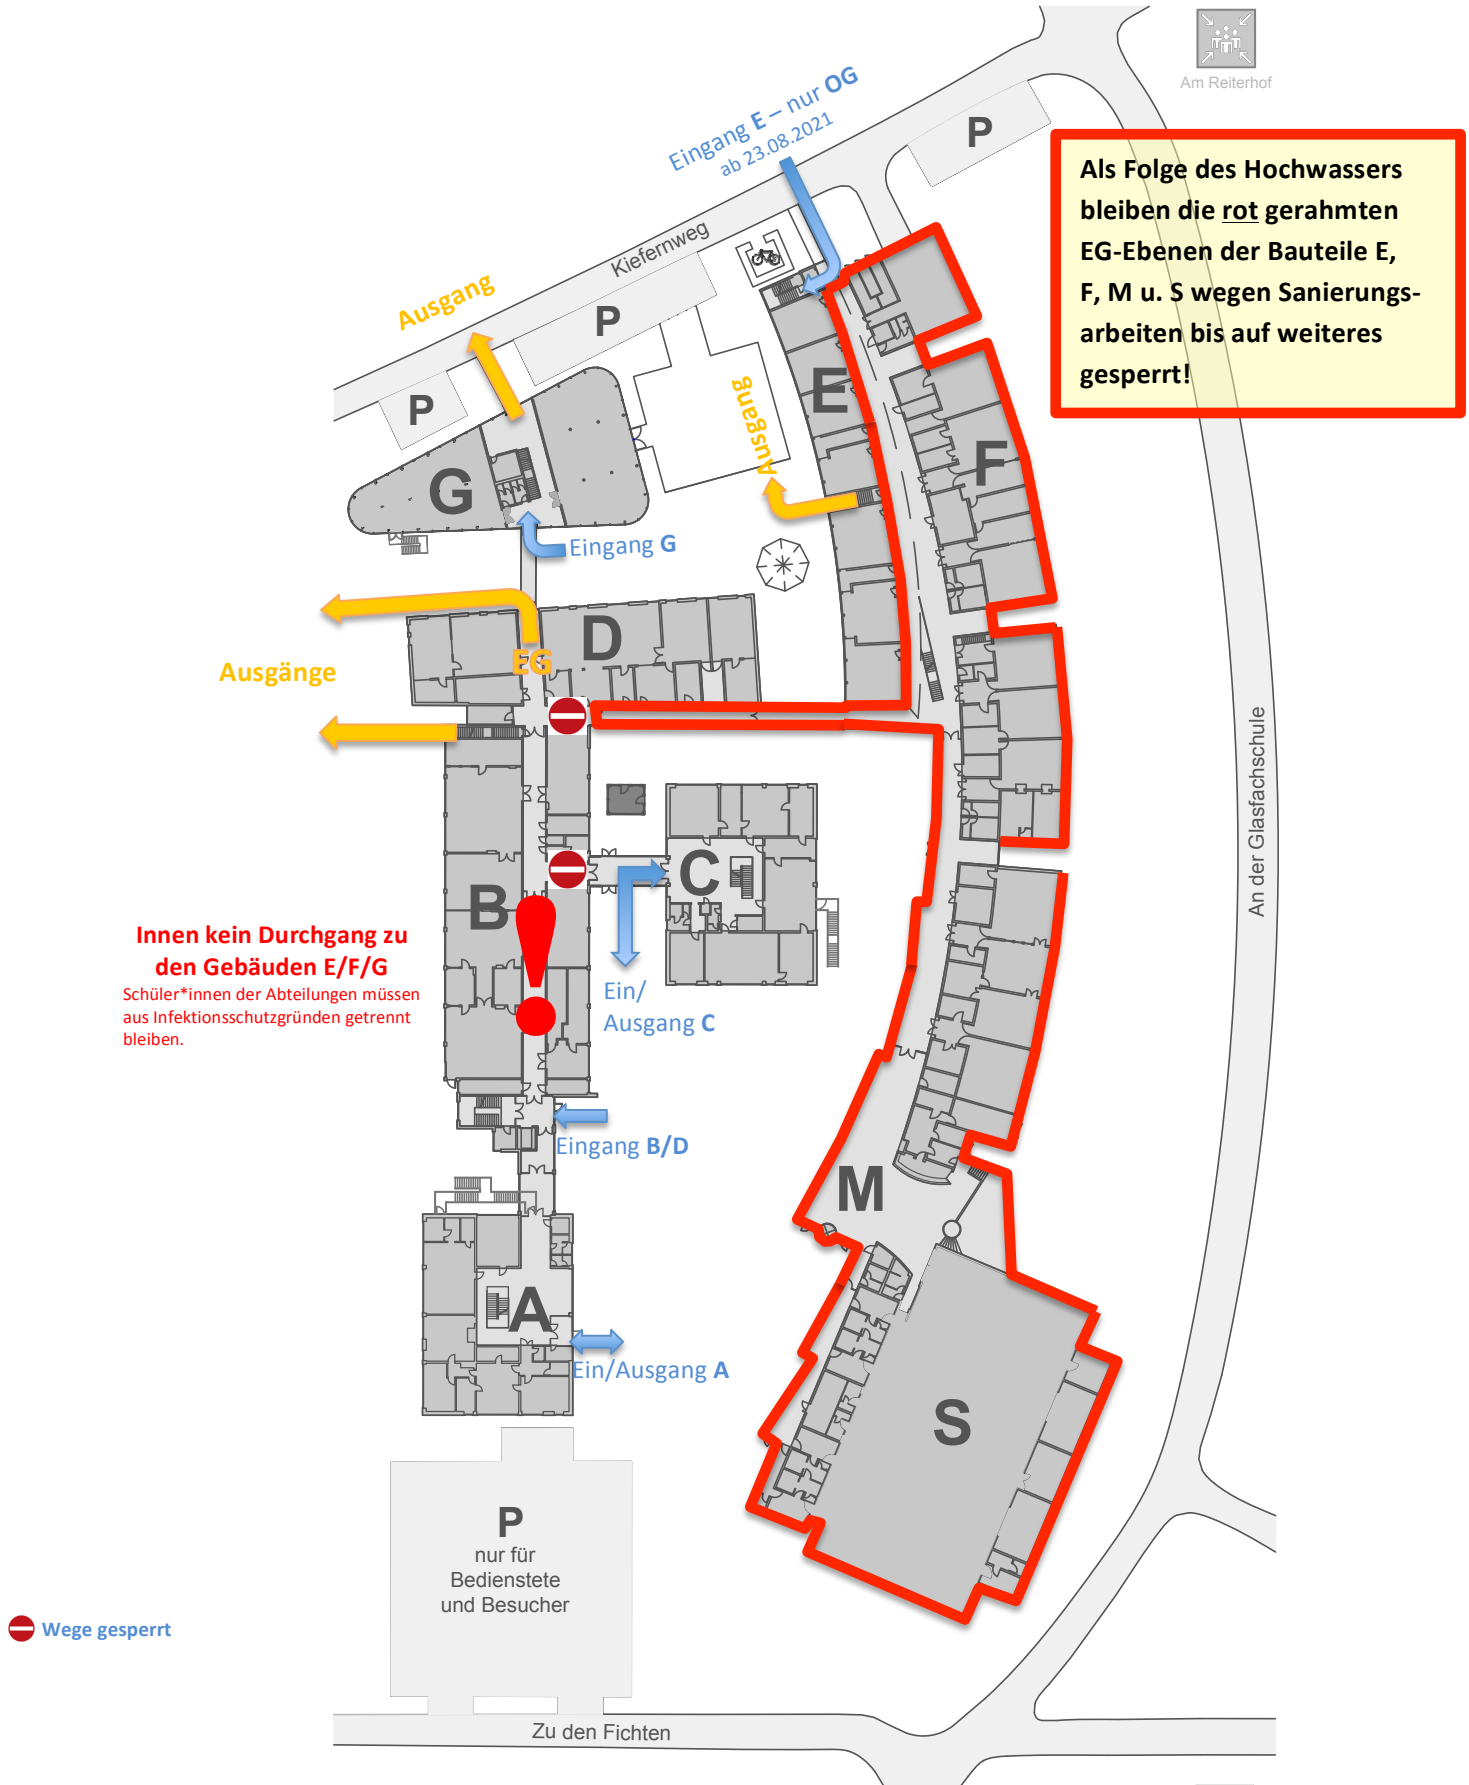 Am Reiterhof
Eingang E – nur OG
ab 23.08.2021
P
Als Folge des Hochwassers
bleiben die rot gerahmten
EG-Ebenen der Bauteile E,
F, M u. S wegen Sanierungs-
arbeiten bis auf weiteres
gesperrt!
Kiefernweg
Ausgang
P
P
E
Ausgang
F
G
Eingang G
D
EG
Ausgänge
An der Glasfachschule
C
B
Innen kein Durchgang zu
den Gebäuden E/F/G
Schüler*innen der Abteilungen müssen
aus Infektionsschutzgründen getrennt
bleiben.
Ein/
Ausgang C
Eingang B/D
M
A
Ein/Ausgang A
S
P
nur für
Bedienstete
und Besucher
Wege gesperrt
Zu den Fichten